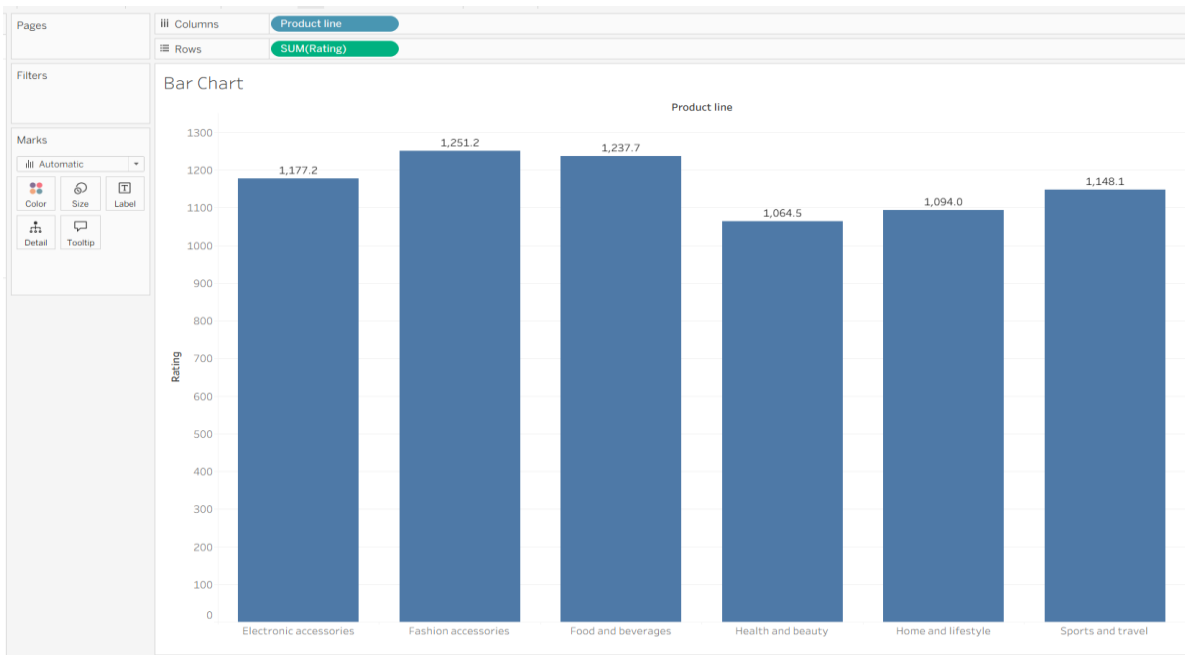 Pages
Columns Product line
Rows SUM(Rating)
Filters
Marks
Automatic
Color Size Label
Detail Tooltip
Bar Chart
Product line
1300
1200
1100
1000
900
800
700
600
500
400
300
200
100
0
Rating
1,177.2 1,251.2 1,237.7 1,064.5 1,094.0 1,148.1
Electronic accessories Fashion accessories Food and beverages Health and beauty Home and lifestyle Sports and travel